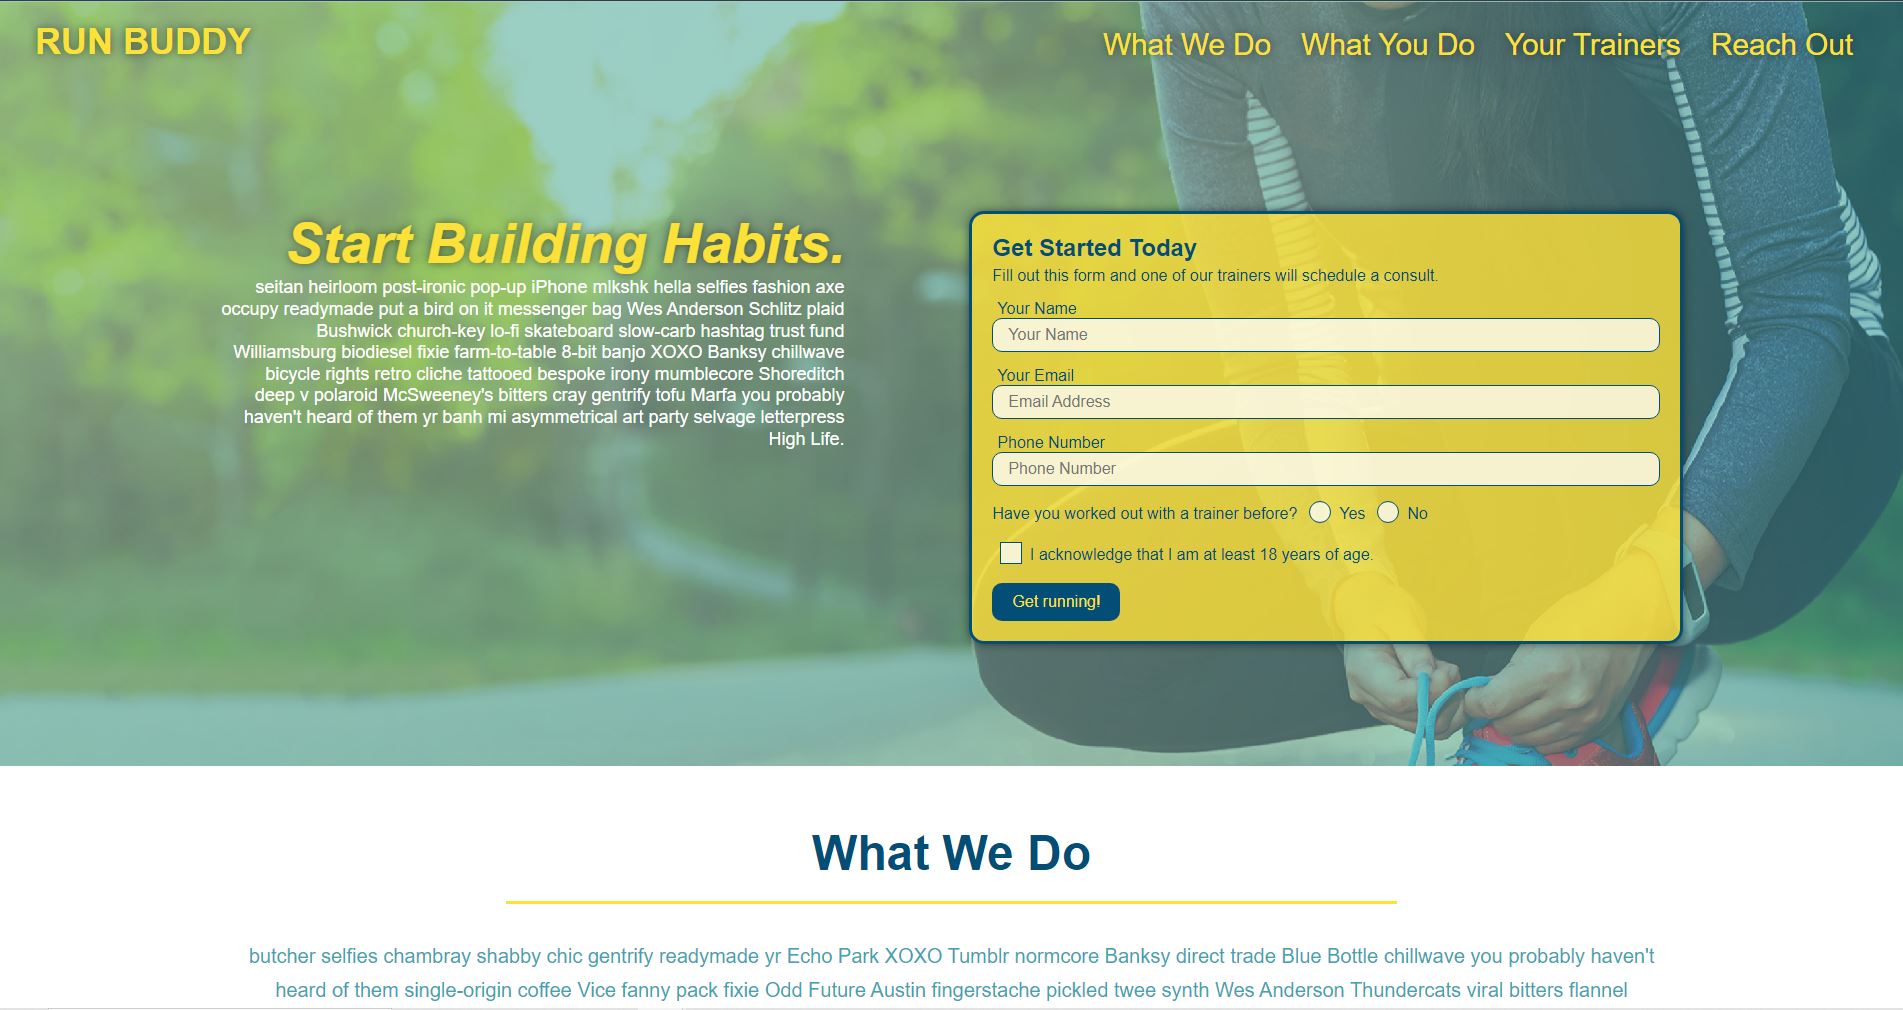 RUN BUDDY
What We Do What You Do Your Trainers Reach Out
Start Building Habits.
seitan heirloom post-ironic pop-up iPhone mlkshk hella selfies fashion axe
occupy readymade put a bird on it messenger bag Wes Anderson Schlitz plaid
Bushwick church-key lo-fi skateboard slow-carb hashtag trust fund
Williamsburg biodiesel fixie farm-to-table 8-bit banjo XOXO Banksy chillwave
bicycle rights retro cliche tattooed bespoke irony mumblecore Shoreditch
deep v polaroid McSweeney's bitters cray gentrify tofu Marfa you probably
haven't heard of them yr banh mi asymmetrical art party selvage letterpress
High Life.
Get Started Today
Fill out this form and one of our trainers will schedule a consult.
Your Name
Your Name
Your Email
Email Address
Phone Number
Phone Number
Have you worked out with a trainer before? Yes No
I acknowledge that I am at least 18 years of age.
Get running!
What We Do
butcher selfies chambray shabby chic gentrify readymade yr Echo Park XOXO Tumblr normcore Banksy direct trade Blue Bottle chillwave you probably haven't
heard of them single-origin coffee Vice fanny pack fixie Odd Future Austin fingerstache pickled twee synth Wes Anderson Thundercats viral bitters flannel